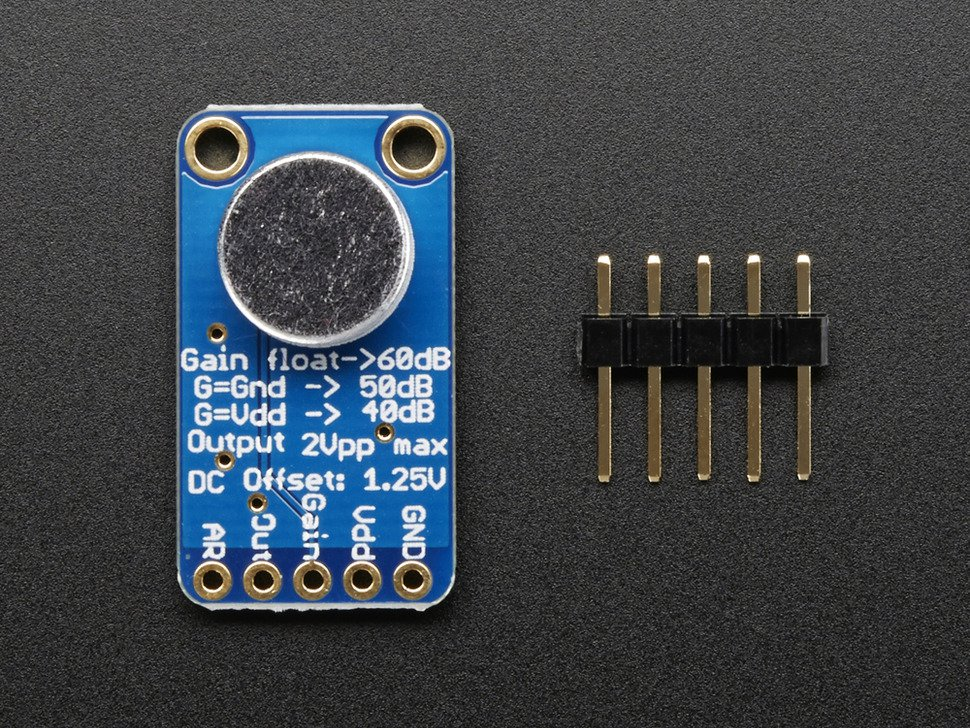 Gain float->60dB
G=Gnd -> 50dB
G=Vdd -> 40dB
Output 2Vpp max
DC Offset: 1.25V
AR Out Gain Vdd GND